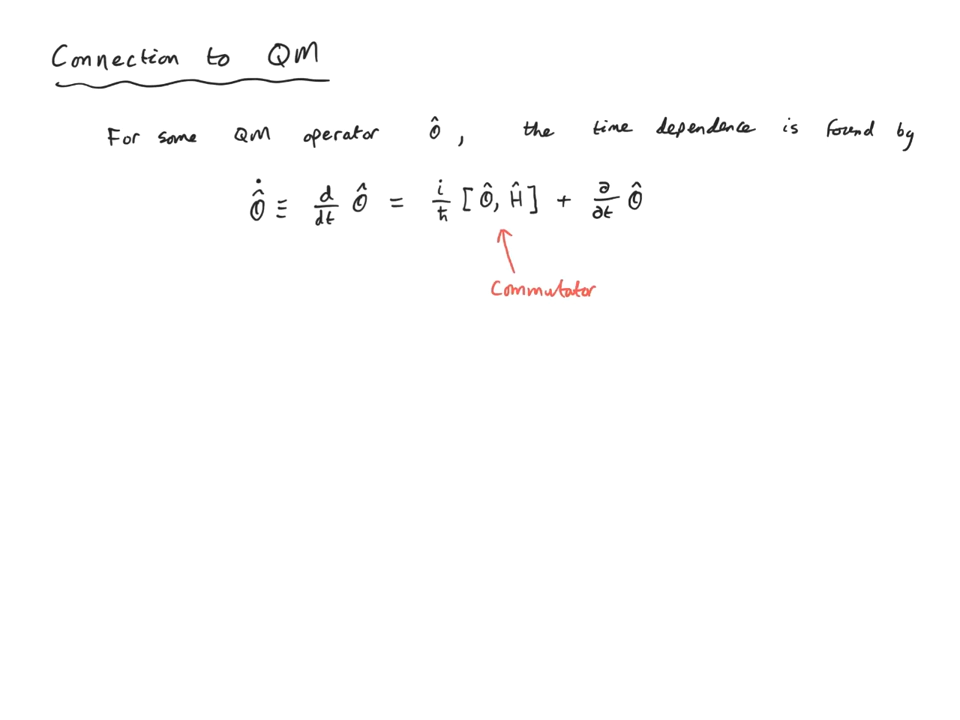 Connection to QM
For some QM operator Ô, the time dependence is found by
Ô̇ ≡ d/dt Ô = i/ħ [Ô, Ĥ] + ∂/∂t Ô
Commutator